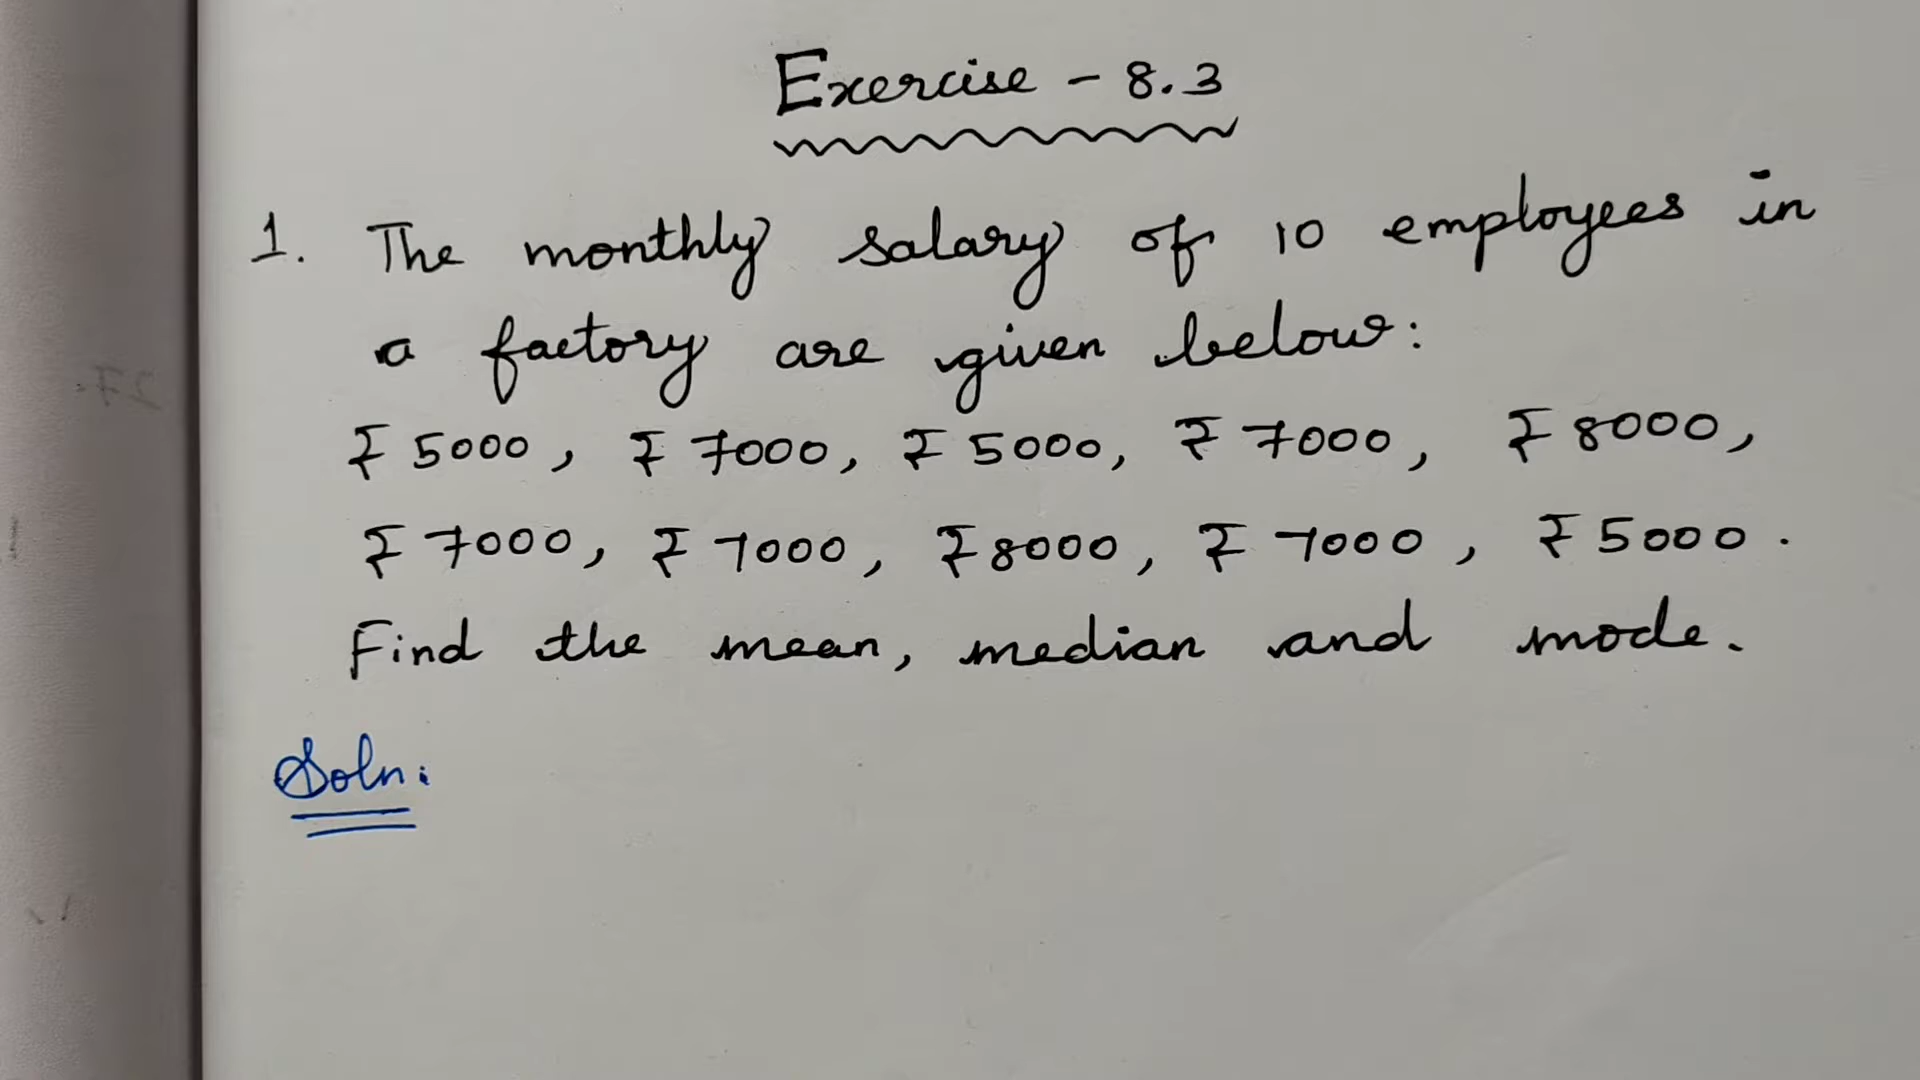 Exercise - 8.3
1. The monthly salary of 10 employees in
a factory are given below:
₹ 5000, ₹ 7000, ₹ 5000, ₹ 7000, ₹ 8000,
₹ 7000, ₹ 7000, ₹ 8000, ₹ 7000, ₹ 5000.
Find the mean, median and mode.
Soln: